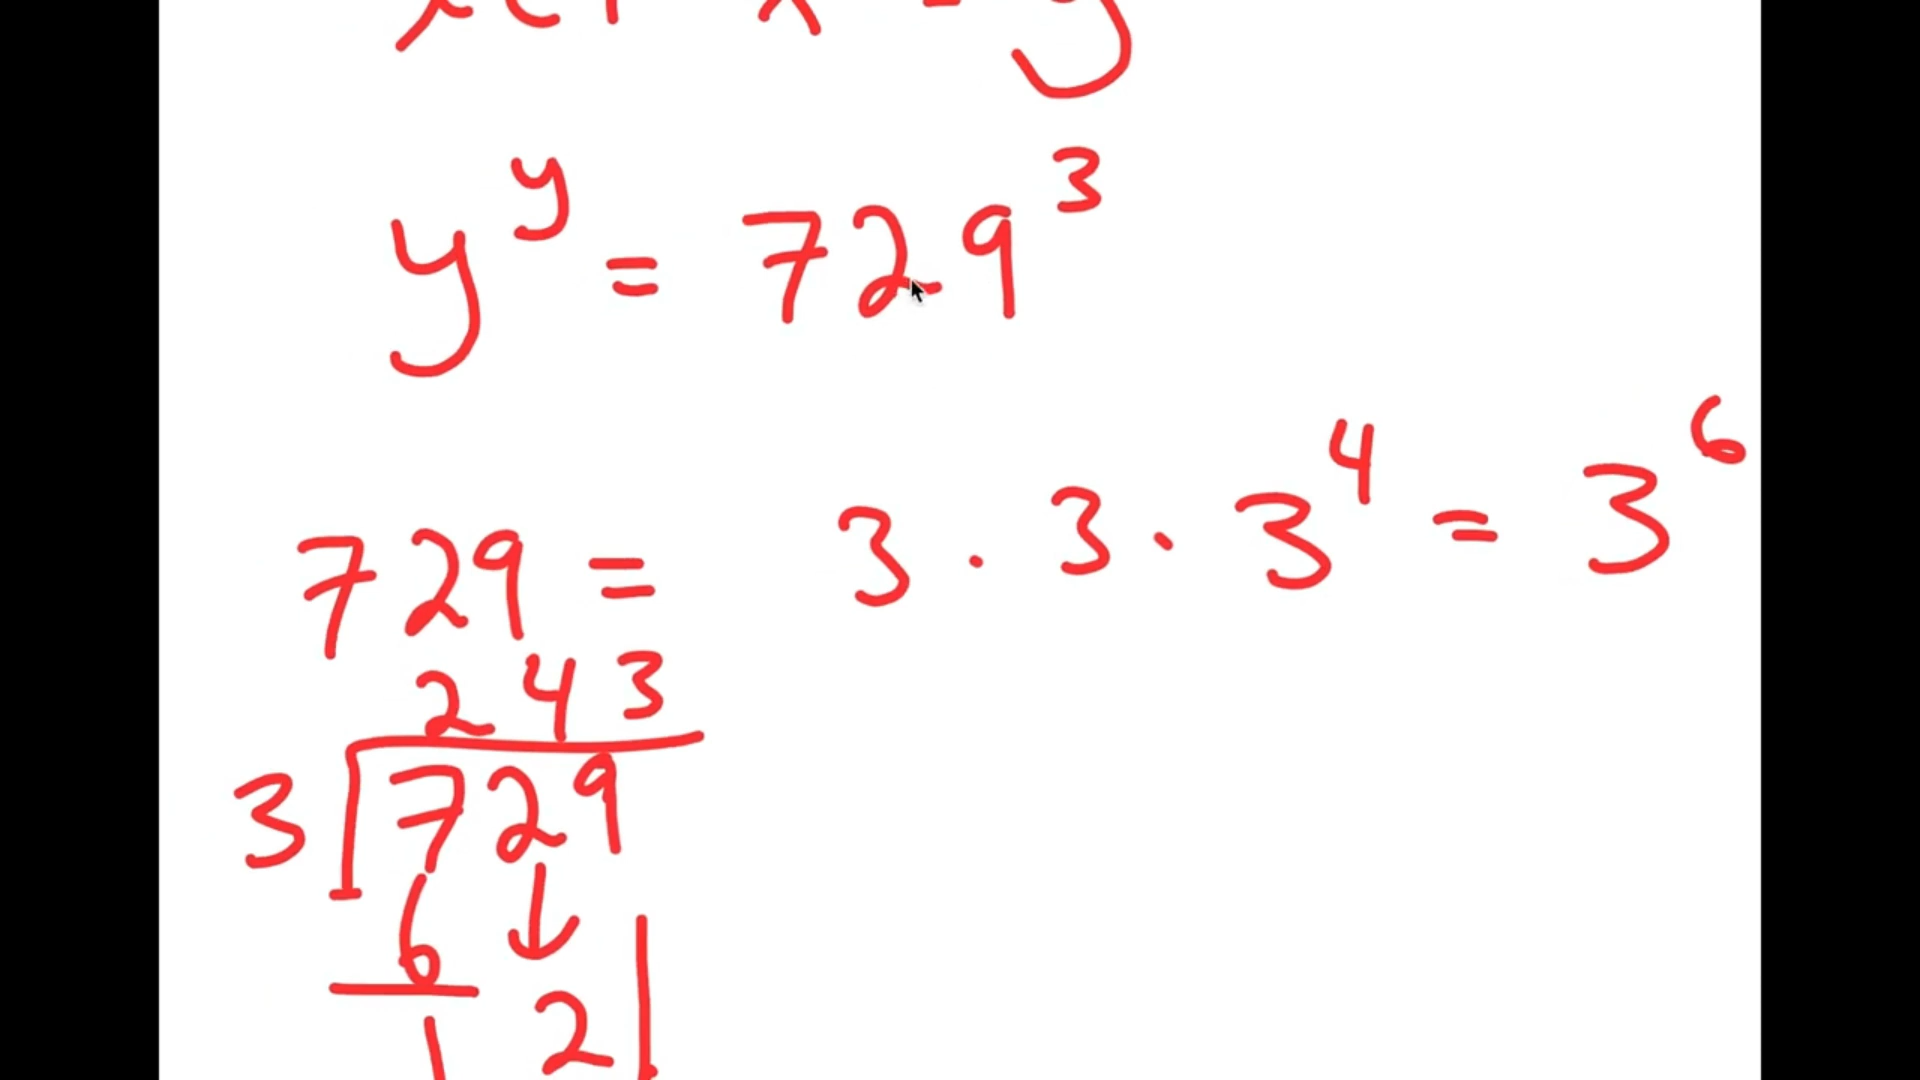 y^y = 729^3
729 = 3 · 3 · 3^4 = 3^6
243
3 729
6
12